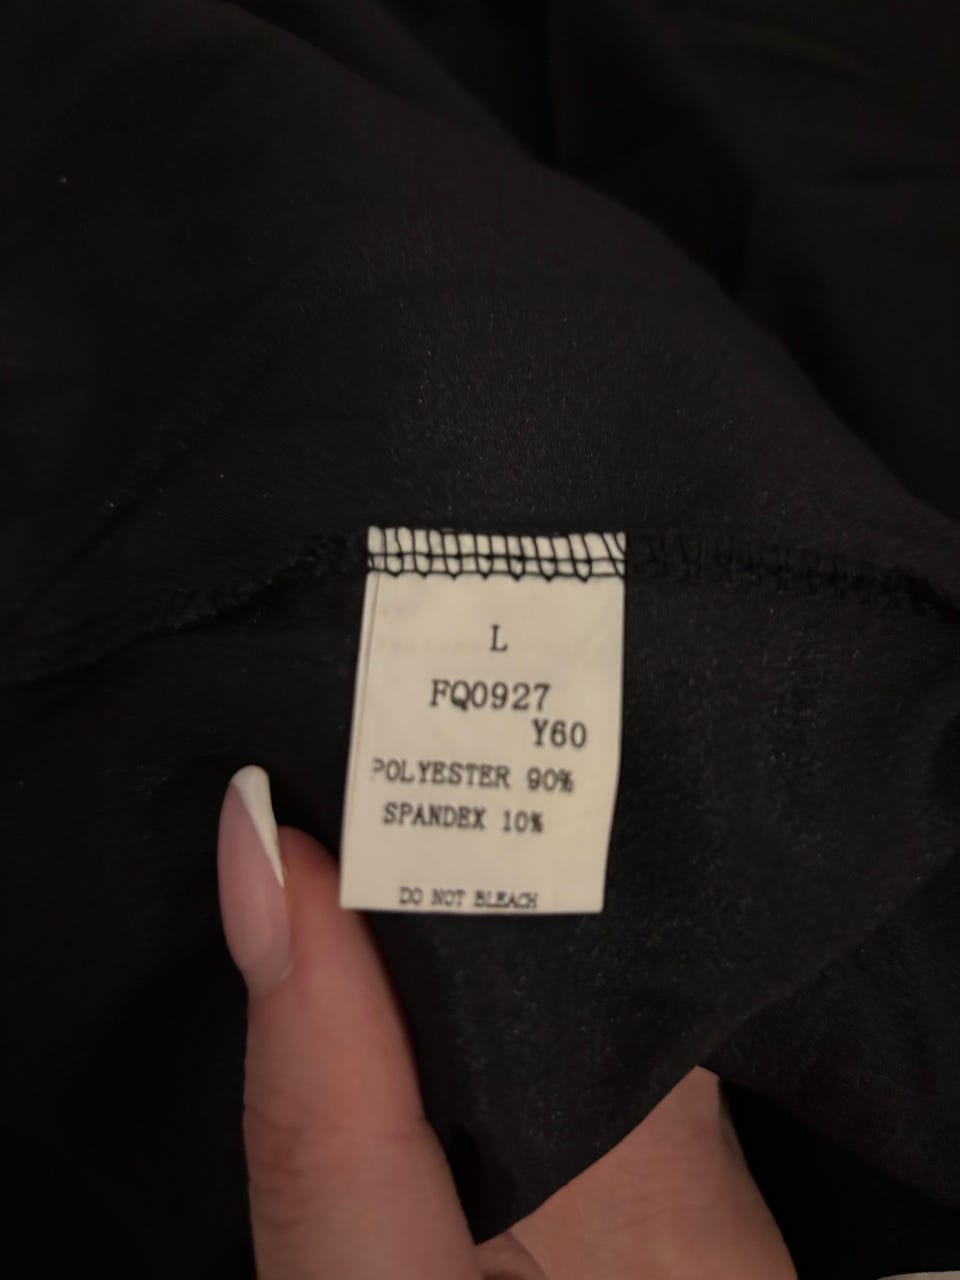 L
FQ0927
Y60
POLYESTER 90%
SPANDEX 10%
DO NOT BLEACH